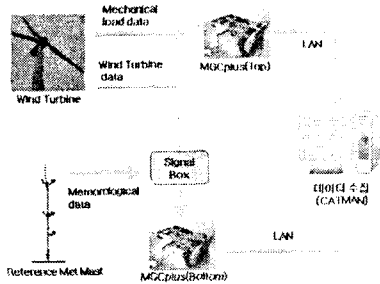 Mechanical
load data
LAN
MGCplus(Top)
Wind Turbine
data
Wind Turbine
Signal
Box
데이터 수집
(CATMAN)
Meteorological
data
LAN
Reference Met Mast
MGCplus(Bottom)